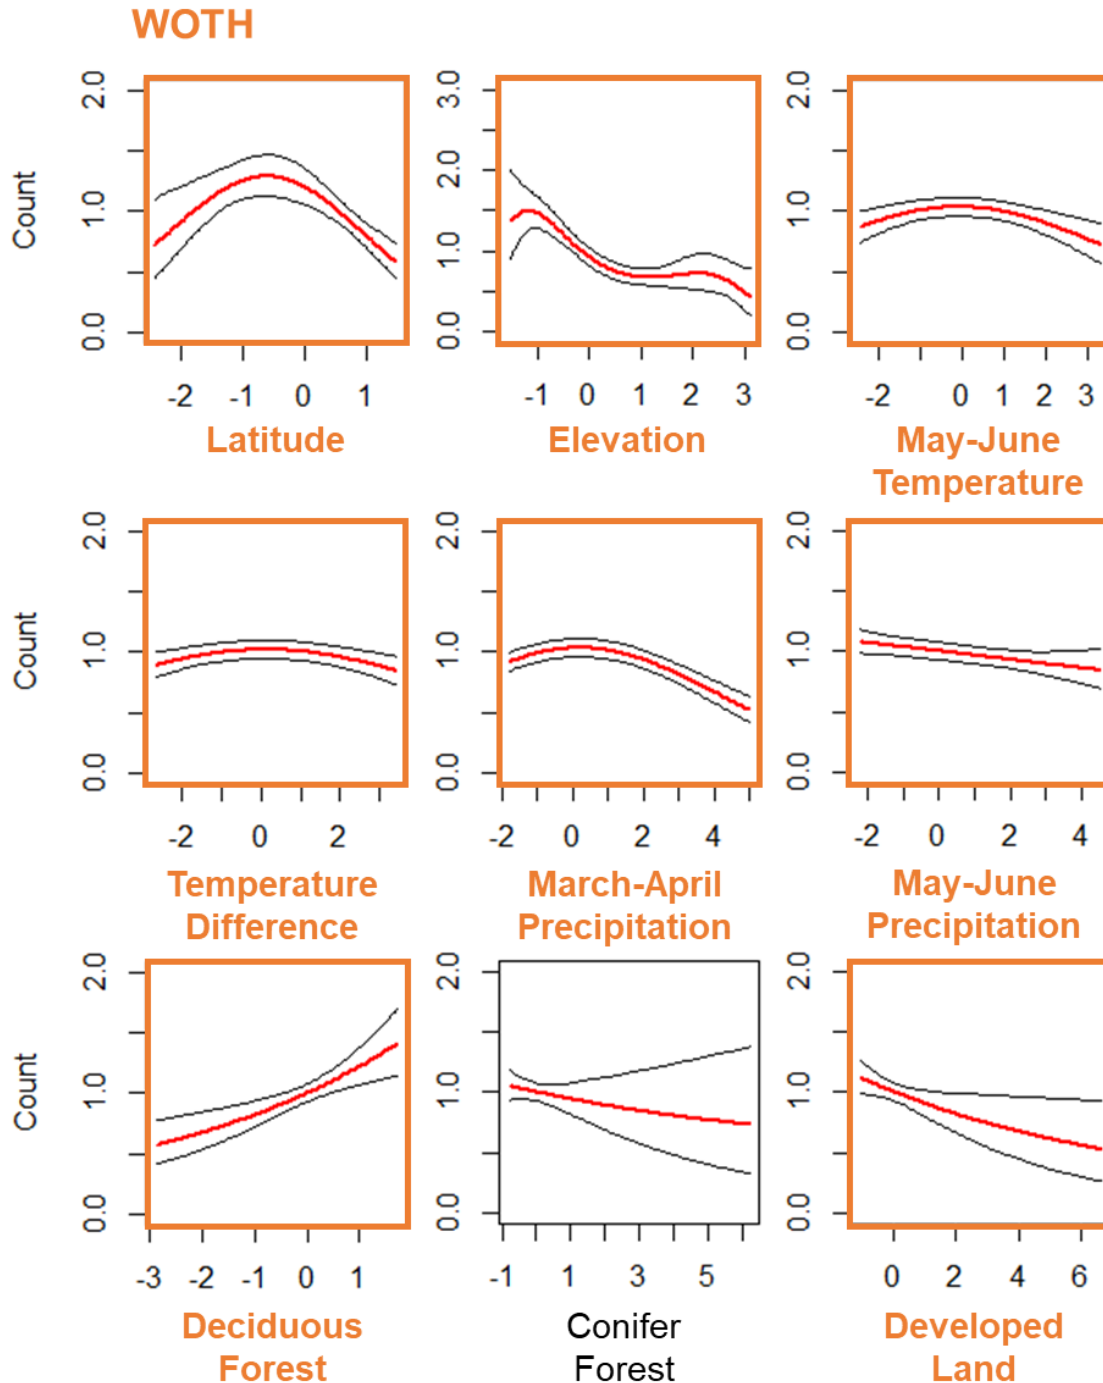 WOTH
Count
2.0
1.0
0.0
-2 -1 0 1
Latitude
3.0
2.0
1.0
0.0
-1 0 1 2 3
Elevation
2.0
1.0
0.0
-2 0 1 2 3
May-June
Temperature
Count
2.0
1.0
0.0
-2 0 2
Temperature
Difference
2.0
1.0
0.0
-2 0 2 4
March-April
Precipitation
2.0
1.0
0.0
-2 0 2 4
May-June
Precipitation
Count
2.0
1.0
0.0
-3 -2 -1 0 1
Deciduous
Forest
2.0
1.0
0.0
-1 1 3 5
Conifer
Forest
2.0
1.0
0.0
0 2 4 6
Developed
Land